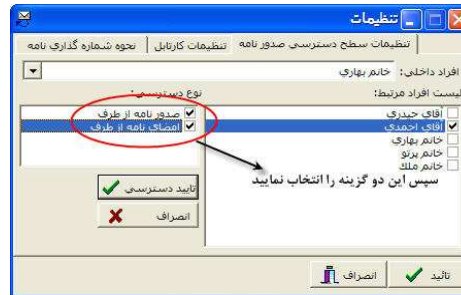 تنظیمات
تنظیمات سطح دسترسی صدور نامه
تنظیمات کارتابل
نحوه شماره گذاری نامه
افراد داخلی: خانم بهاری
لیست افراد مرتبط:
نوع دسترسی:
آقای حیدری
آقای احمدی
خانم بهاری
خانم پرتو
خانم ملك
صدور نامه از طرف
امضای نامه از طرف
سپس این دو گزینه را انتخاب نمایید
تایید دسترسی
انصراف
تائید
انصراف